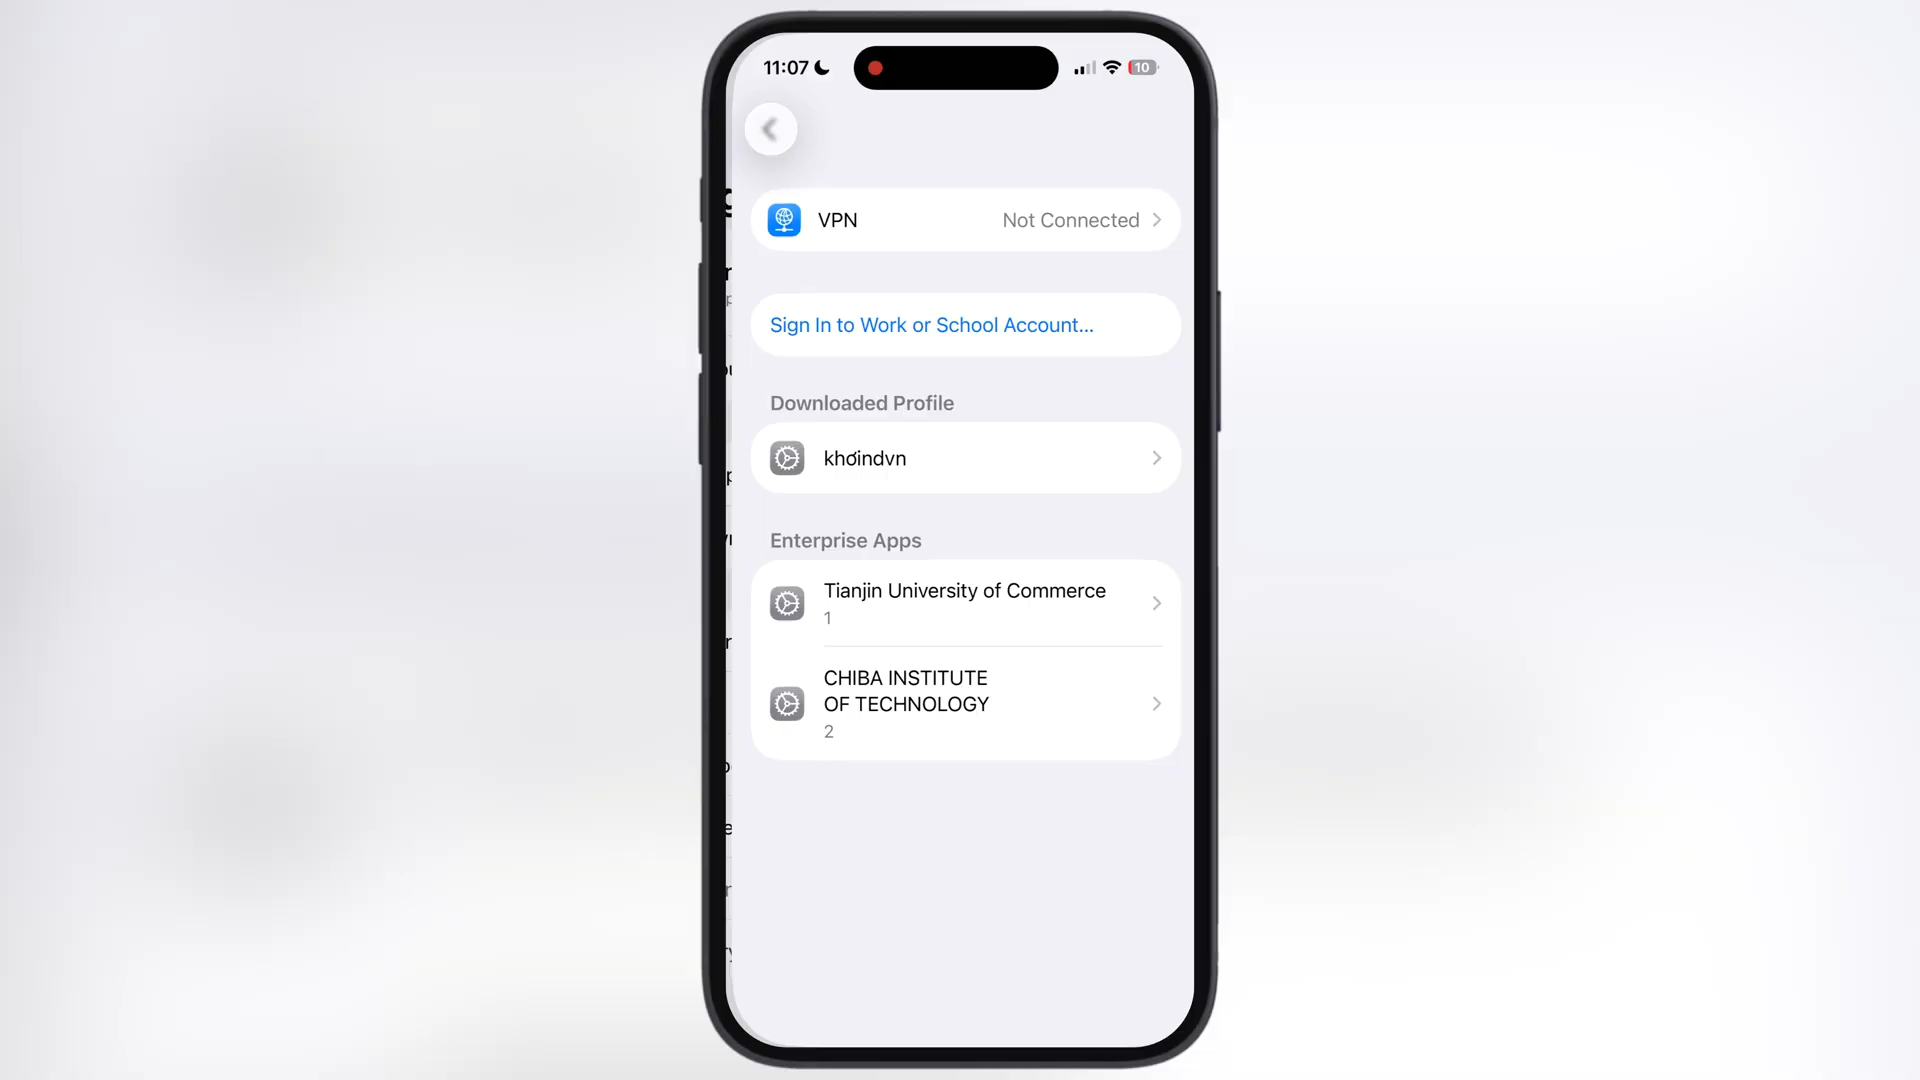 11:07
10
VPN
Not Connected
Sign In to Work or School Account...
Downloaded Profile
khơindvn
Enterprise Apps
Tianjin University of Commerce
1
CHIBA INSTITUTE
OF TECHNOLOGY
2